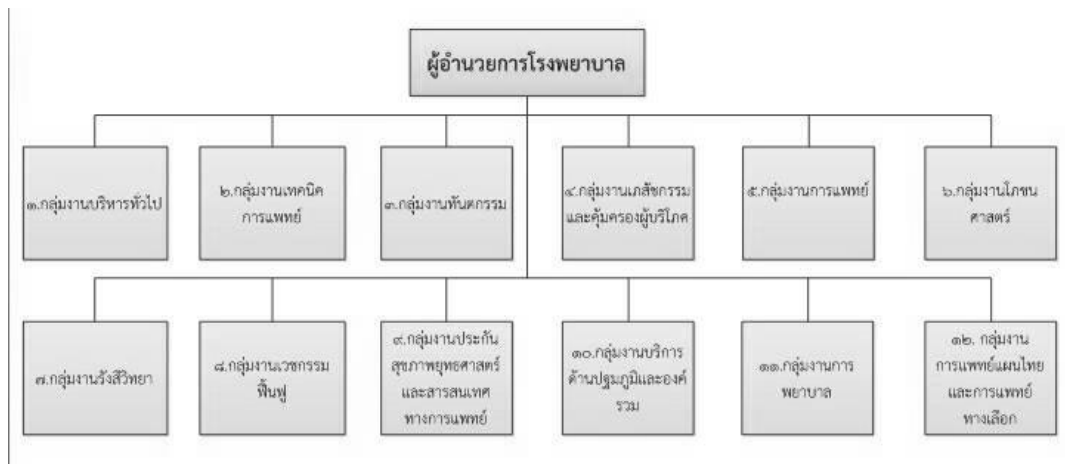 ผู้อำนวยการโรงพยาบาล
๑.กลุ่มงานบริหารทั่วไป
๒.กลุ่มงานเทคนิค
การแพทย์
๓.กลุ่มงานทันตกรรม
๔.กลุ่มงานเภสัชกรรม
และคุ้มครองผู้บริโภค
๕.กลุ่มงานการแพทย์
๖.กลุ่มงานโภชน
ศาสตร์
๗.กลุ่มงานรังสีวิทยา
๘.กลุ่มงานเวชกรรม
ฟื้นฟู
๙.กลุ่มงานประกัน
สุขภาพยุทธศาสตร์
และสารสนเทศ
ทางการแพทย์
๑๐.กลุ่มงานบริการ
ด้านปฐมภูมิและองค์
รวม
๑๑.กลุ่มงานการ
พยาบาล
๑๒. กลุ่มงาน
การแพทย์แผนไทย
และการแพทย์
ทางเลือก